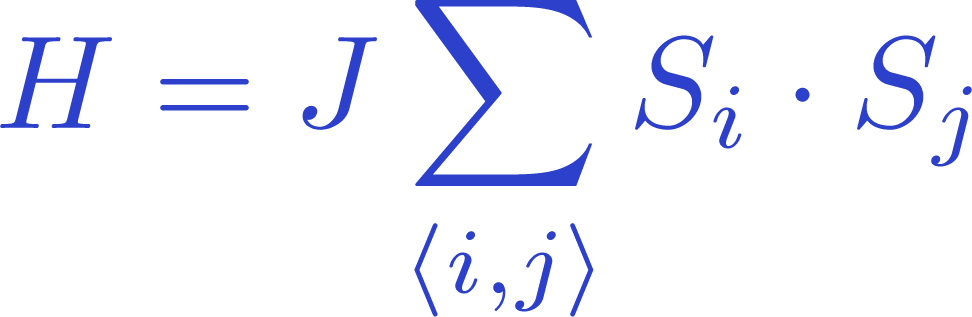 H = J ∑ S_i · S_j
⟨i,j⟩